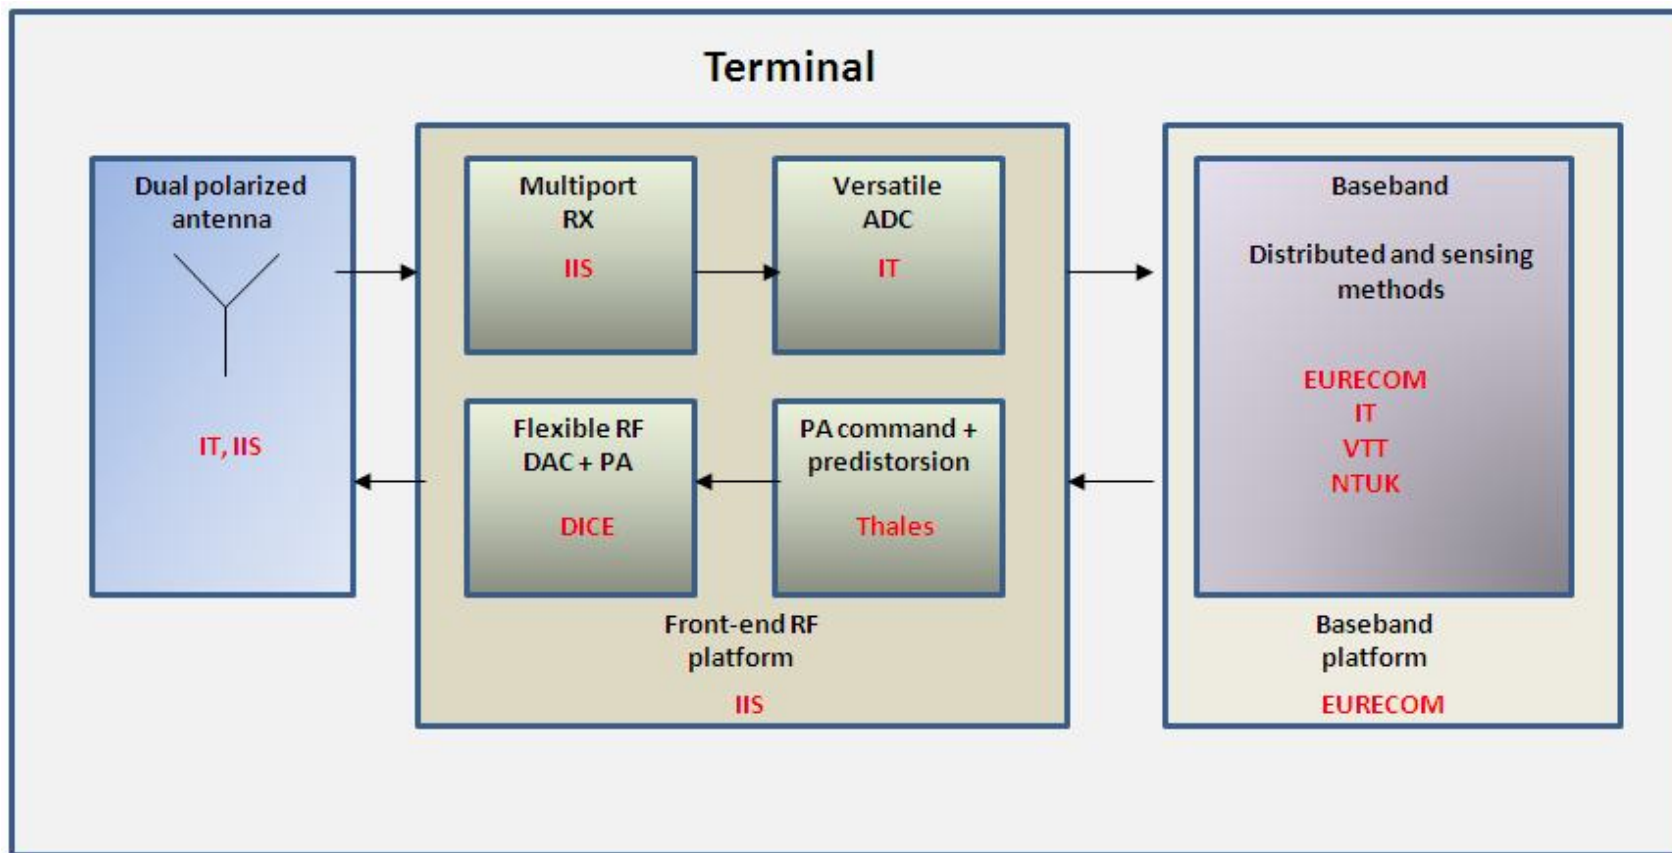 Terminal
Dual polarized
antenna
IT, IIS
Multiport
RX
IIS
Versatile
ADC
IT
Flexible RF
DAC + PA
DICE
PA command +
predistorsion
Thales
Front-end RF
platform
IIS
Baseband
Distributed and sensing
methods
EURECOM
IT
VTT
NTUK
Baseband
platform
EURECOM